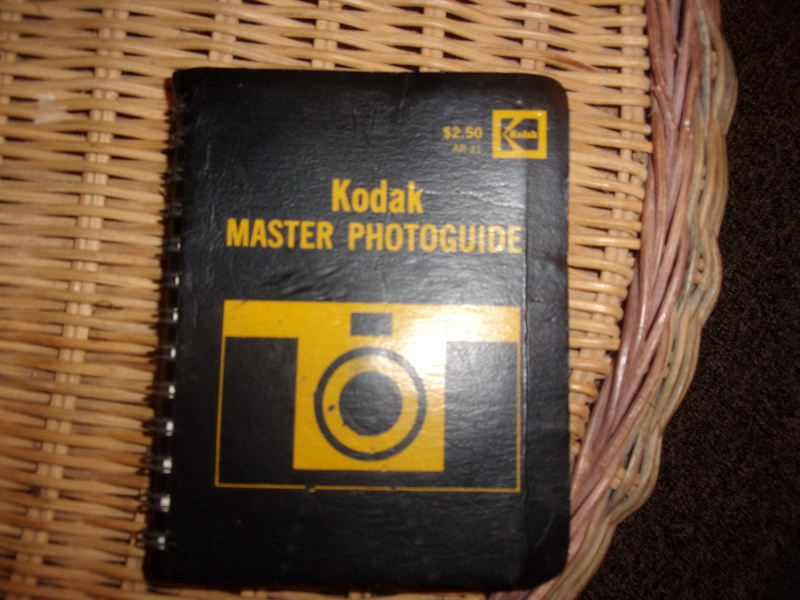 $2.50
Kodak
AR-21
Kodak
MASTER PHOTOGUIDE